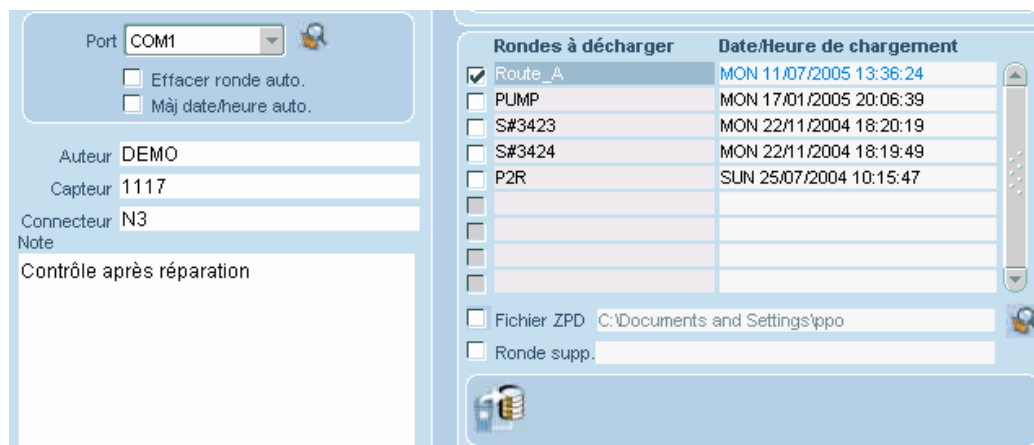 Port COM1
Effacer ronde auto.
Màj date/heure auto.
Auteur DEMO
Capteur 1117
Connecteur N3
Note
Contrôle après réparation
Rondes à décharger Date/Heure de chargement
Route_A MON 11/07/2005 13:36:24
PUMP MON 17/01/2005 20:06:39
S#3423 MON 22/11/2004 18:20:19
S#3424 MON 22/11/2004 18:19:49
P2R SUN 25/07/2004 10:15:47
Fichier ZPD C:\Documents and Settings\ppo
Ronde supp.